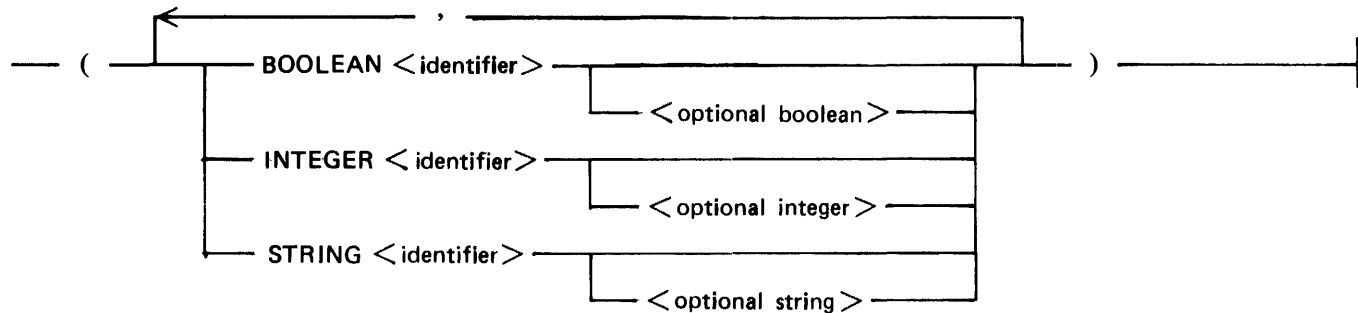 ,
( BOOLEAN <identifier> )
<optional boolean>
INTEGER <identifier>
<optional integer>
STRING <identifier>
<optional string>